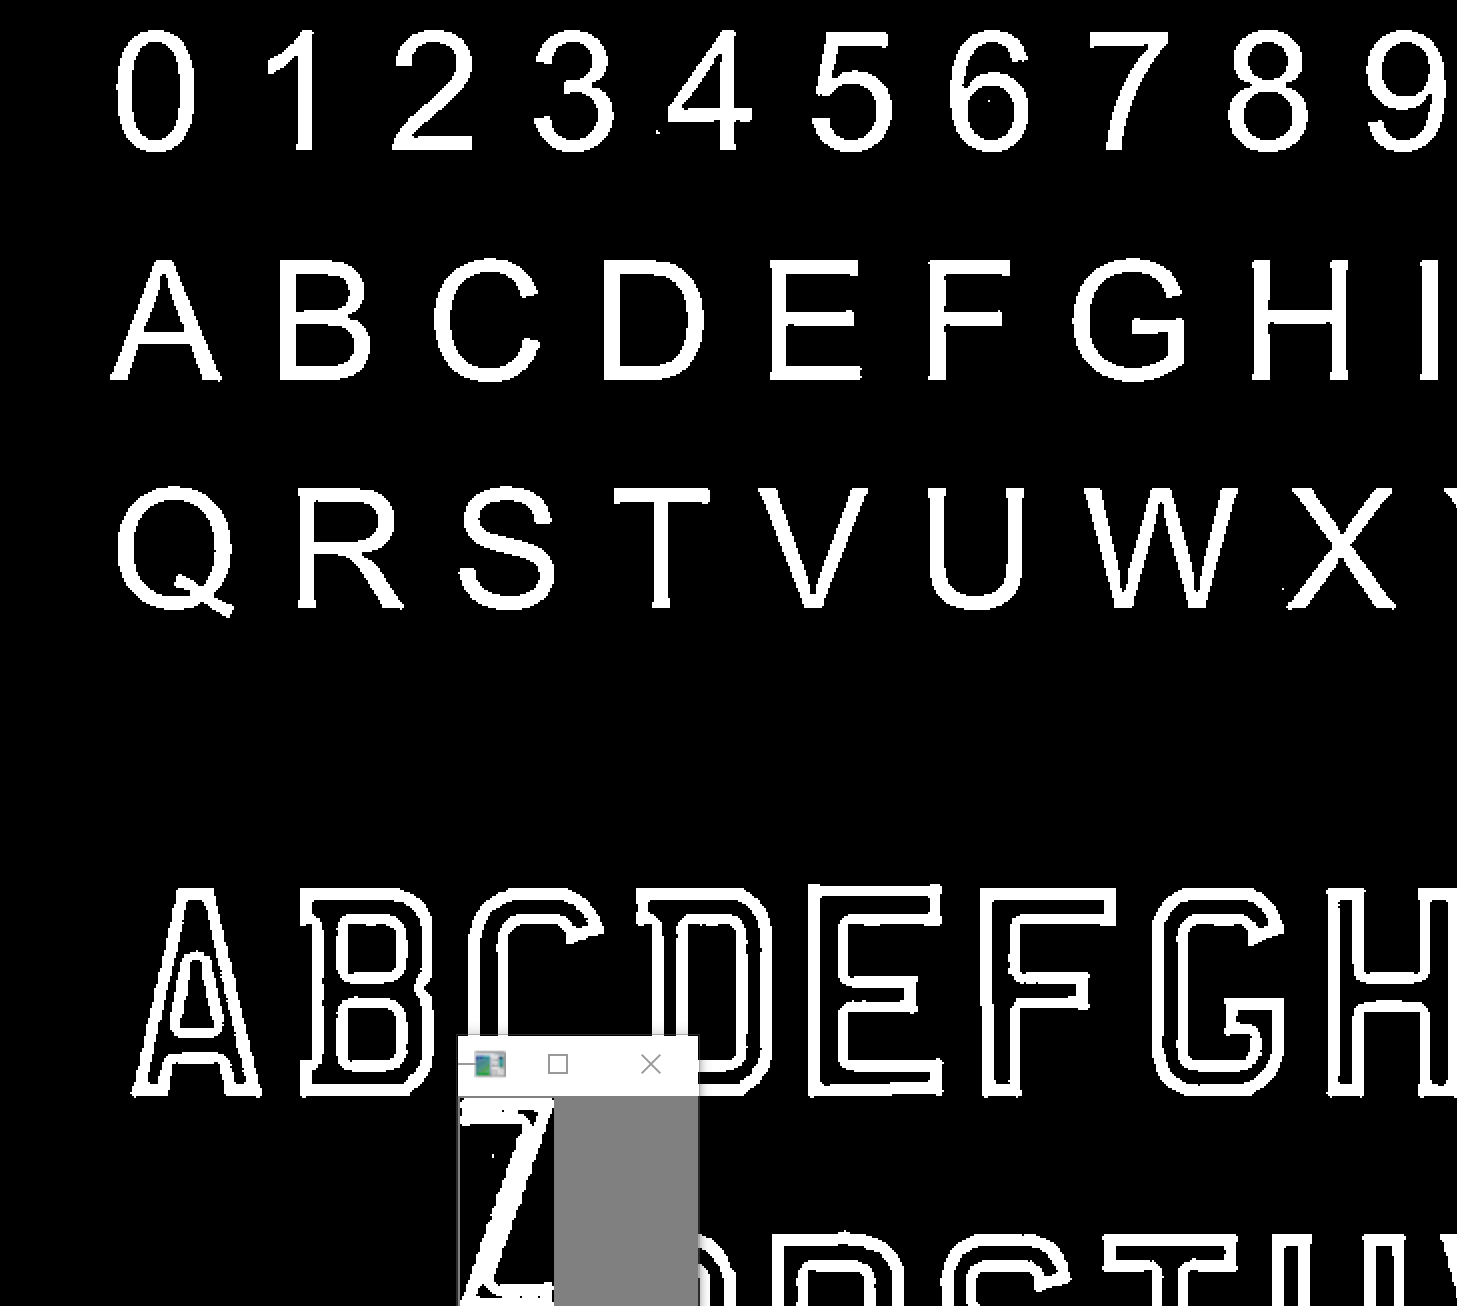 0 1 2 3 4 5 6 7 8 9
A B C D E F G H I
Q R S T V U W X
A B C D E F G H
Z
R S T U